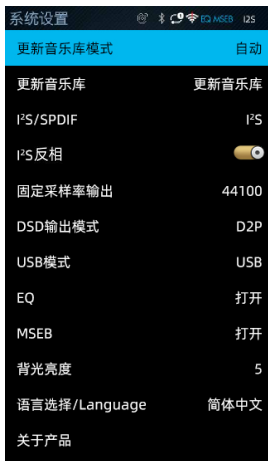 系统设置 EQ MSEB I2S
更新音乐库模式 自动
更新音乐库 更新音乐库
I²S/SPDIF I²S
I²S反相
固定采样率输出 44100
DSD输出模式 D2P
USB模式 USB
EQ 打开
MSEB 打开
背光亮度 5
语言选择/Language 简体中文
关于产品